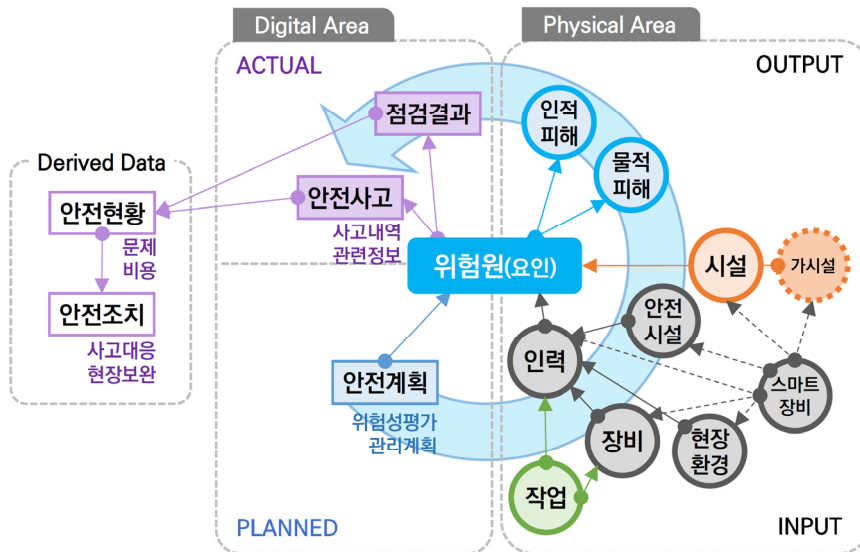 Digital Area
Physical Area
ACTUAL
OUTPUT
점검결과
인적
피해
물적
피해
Derived Data
안전현황
문제
비용
안전조치
사고대응
현장보완
안전사고
사고내역
관련정보
위험원(요인)
시설
가시설
안전
시설
인력
스마트
장비
안전계획
위험성평가
관리계획
장비
현장
환경
작업
PLANNED
INPUT